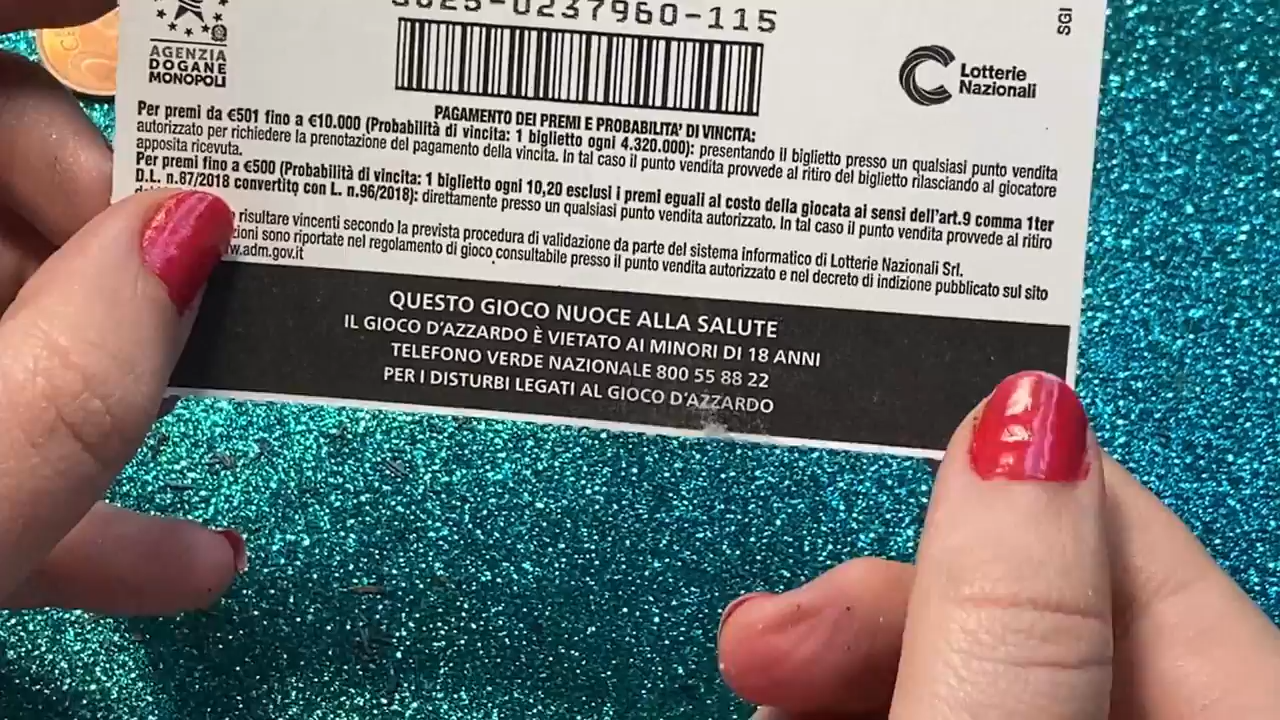 0237960-115
SGI
AGENZIA
DOGANE
MONOPOLI
Lotterie
Nazionali
PAGAMENTO DEI PREMI E PROBABILITA' DI VINCITA:
Per premi da €501 fino a €10.000 (Probabilità di vincita: 1 biglietto ogni 4.320.000): presentando il biglietto presso un qualsiasi punto vendita
autorizzato per richiedere la prenotazione del pagamento della vincita. In tal caso il punto vendita provvede al ritiro del biglietto rilasciando al giocatore
apposita ricevuta.
Per premi fino a €500 (Probabilità di vincita: 1 biglietto ogni 10,20 esclusi i premi eguali al costo della giocata ai sensi dell'art.9 comma 1ter
D.L. n.87/2018 convertito con L. n.96/2018): direttamente presso un qualsiasi punto vendita autorizzato. In tal caso il punto vendita provvede al ritiro
risultare vincenti secondo la prevista procedura di validazione da parte del sistema informatico di Lotterie Nazionali Srl.
zioni sono riportate nel regolamento di gioco consultabile presso il punto vendita autorizzato e nel decreto di indizione pubblicato sul sito
w.adm.gov.it
QUESTO GIOCO NUOCE ALLA SALUTE
IL GIOCO D'AZZARDO È VIETATO AI MINORI DI 18 ANNI
TELEFONO VERDE NAZIONALE 800 55 88 22
PER I DISTURBI LEGATI AL GIOCO D'AZZARDO